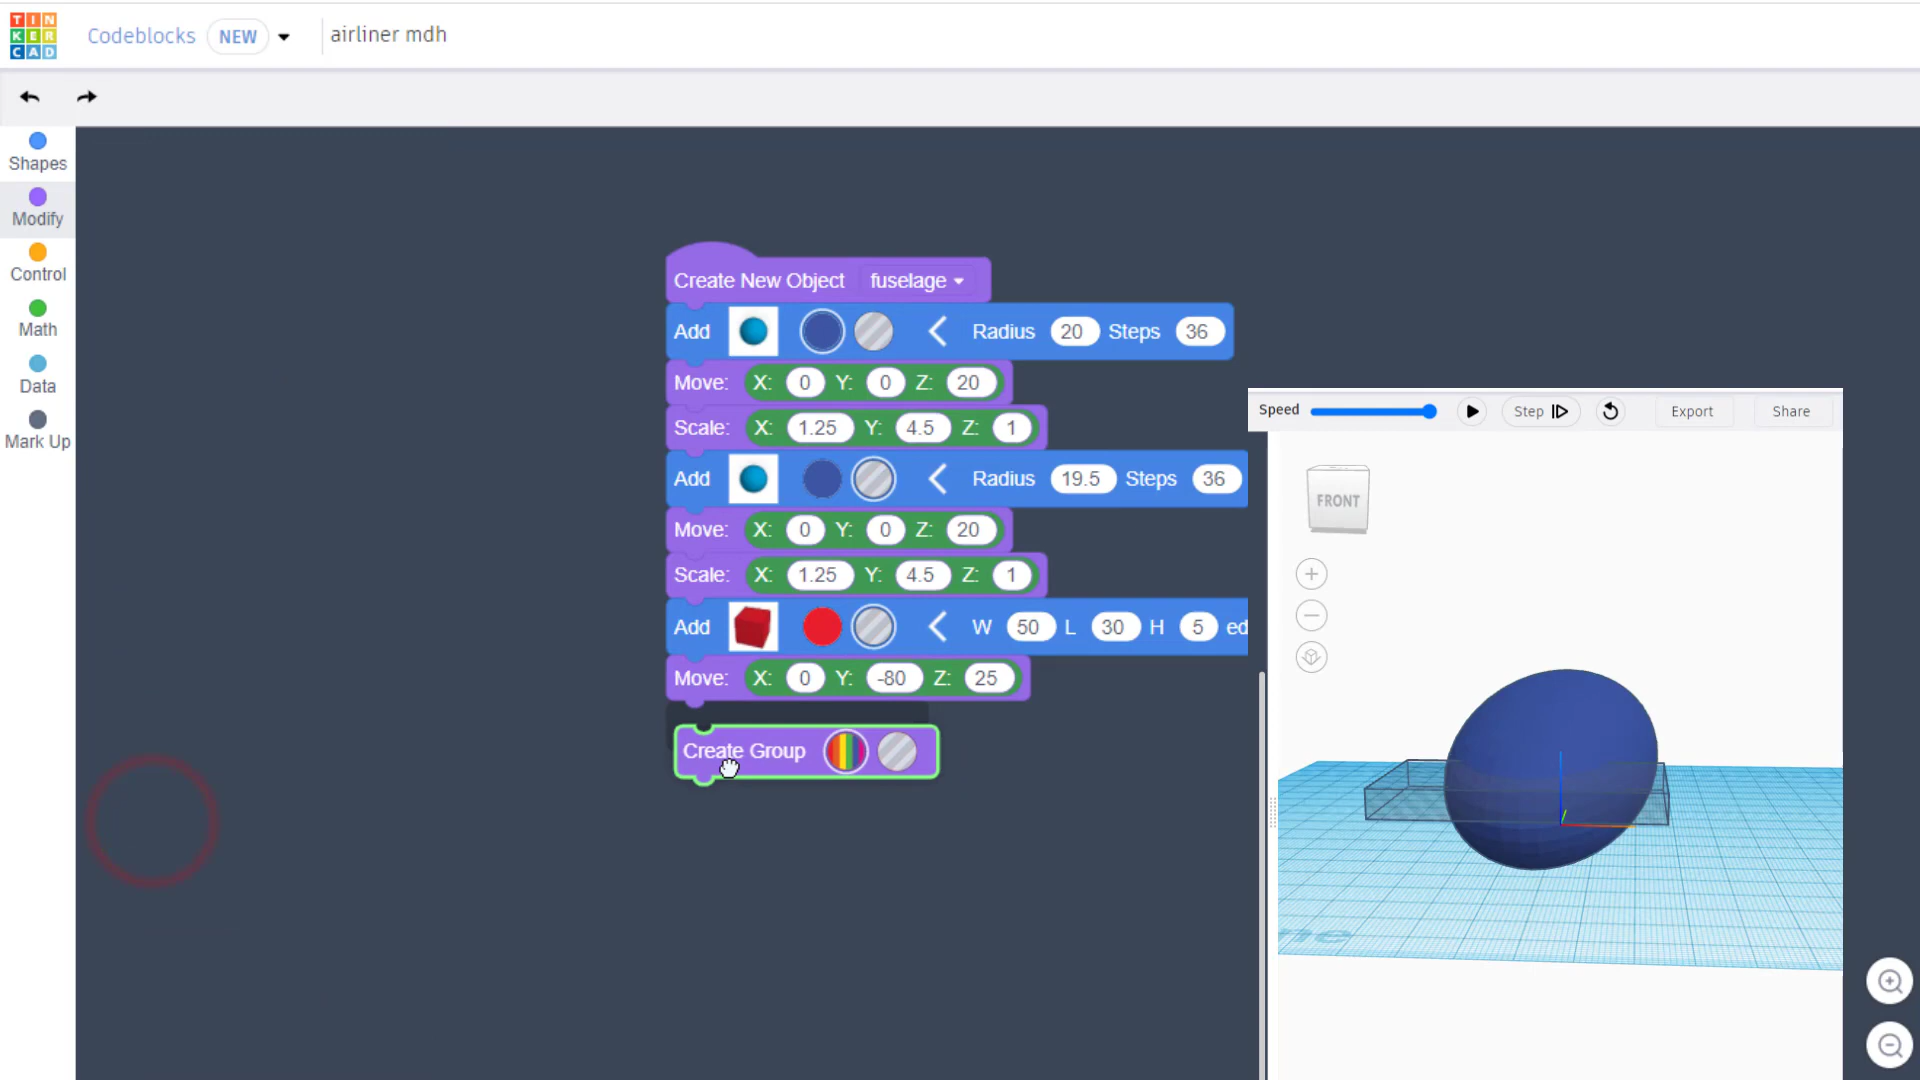 TIN
KER
CAD
Codeblocks NEW airliner mdh
Shapes
Modify
Control
Math
Data
Mark Up
Create New Object fuselage
Add Radius 20 Steps 36
Move: X: 0 Y: 0 Z: 20
Scale: X: 1.25 Y: 4.5 Z: 1
Add Radius 19.5 Steps 36
Move: X: 0 Y: 0 Z: 20
Scale: X: 1.25 Y: 4.5 Z: 1
Add W 50 L 30 H 5 ed
Move: X: 0 Y: -80 Z: 25
Create Group
Speed Step Export Share
FRONT